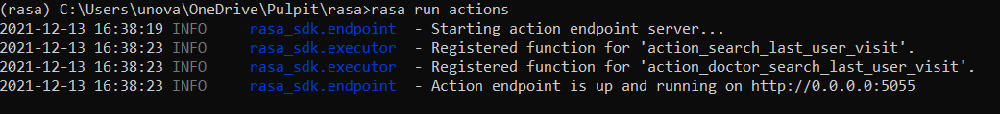 (rasa) C:\Users\unova\OneDrive\Pulpit\rasa>rasa run actions
2021-12-13 16:38:19 INFO     rasa_sdk.endpoint  - Starting action endpoint server...
2021-12-13 16:38:23 INFO     rasa_sdk.executor  - Registered function for 'action_search_last_user_visit'.
2021-12-13 16:38:23 INFO     rasa_sdk.executor  - Registered function for 'action_doctor_search_last_user_visit'.
2021-12-13 16:38:23 INFO     rasa_sdk.endpoint  - Action endpoint is up and running on http://0.0.0.0:5055